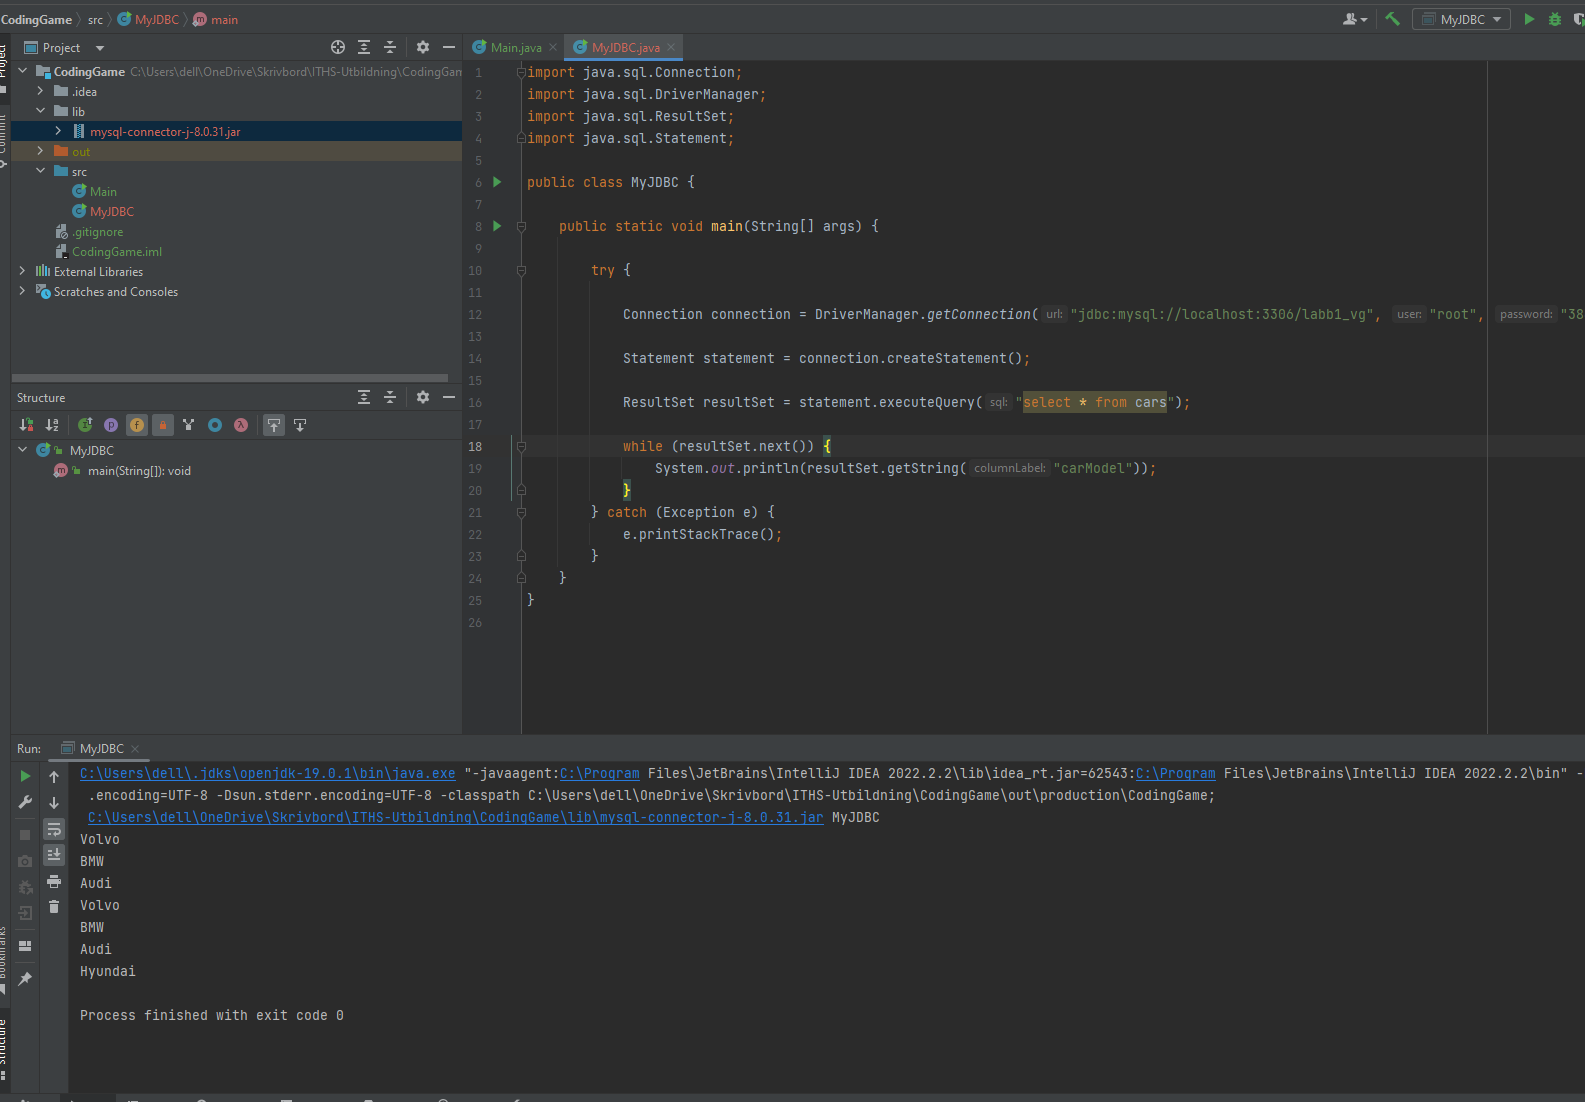 CodingGame src MyJDBC main
MyJDBC
Project
Main.java
MyJDBC.java
CodingGame C:\Users\dell\OneDrive\Skrivbord\ITHS-Utbildning\CodingGam
.idea
lib
mysql-connector-j-8.0.31.jar
out
src
Main
MyJDBC
.gitignore
CodingGame.iml
External Libraries
Scratches and Consoles
Structure
MyJDBC
main(String[]): void
1 import java.sql.Connection;
2 import java.sql.DriverManager;
3 import java.sql.ResultSet;
4 import java.sql.Statement;
5
6 public class MyJDBC {
7
8 public static void main(String[] args) {
9
10 try {
11
12 Connection connection = DriverManager.getConnection( url: "jdbc:mysql://localhost:3306/labb1_vg", user: "root", password: "38
13
14 Statement statement = connection.createStatement();
15
16 ResultSet resultSet = statement.executeQuery( sql: "select * from cars");
17
18 while (resultSet.next()) {
19 System.out.println(resultSet.getString( columnLabel: "carModel"));
20 }
21 } catch (Exception e) {
22 e.printStackTrace();
23 }
24 }
25 }
26
Run: MyJDBC
C:\Users\dell\.jdks\openjdk-19.0.1\bin\java.exe "-javaagent:C:\Program Files\JetBrains\IntelliJ IDEA 2022.2.2\lib\idea_rt.jar=62543:C:\Program Files\JetBrains\IntelliJ IDEA 2022.2.2\bin" -
.encoding=UTF-8 -Dsun.stderr.encoding=UTF-8 -classpath C:\Users\dell\OneDrive\Skrivbord\ITHS-Utbildning\CodingGame\out\production\CodingGame;
C:\Users\dell\OneDrive\Skrivbord\ITHS-Utbildning\CodingGame\lib\mysql-connector-j-8.0.31.jar MyJDBC
Volvo
BMW
Audi
Volvo
BMW
Audi
Hyundai
Process finished with exit code 0